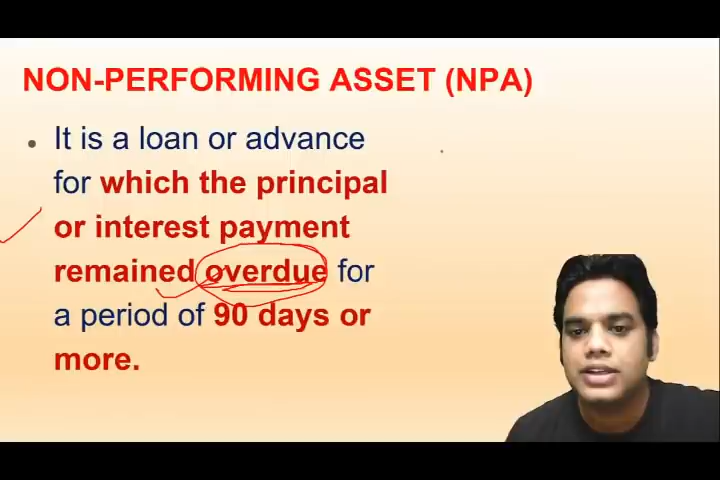 NON-PERFORMING ASSET (NPA)
• It is a loan or advance
for which the principal
or interest payment
remained overdue for
a period of 90 days or
more.